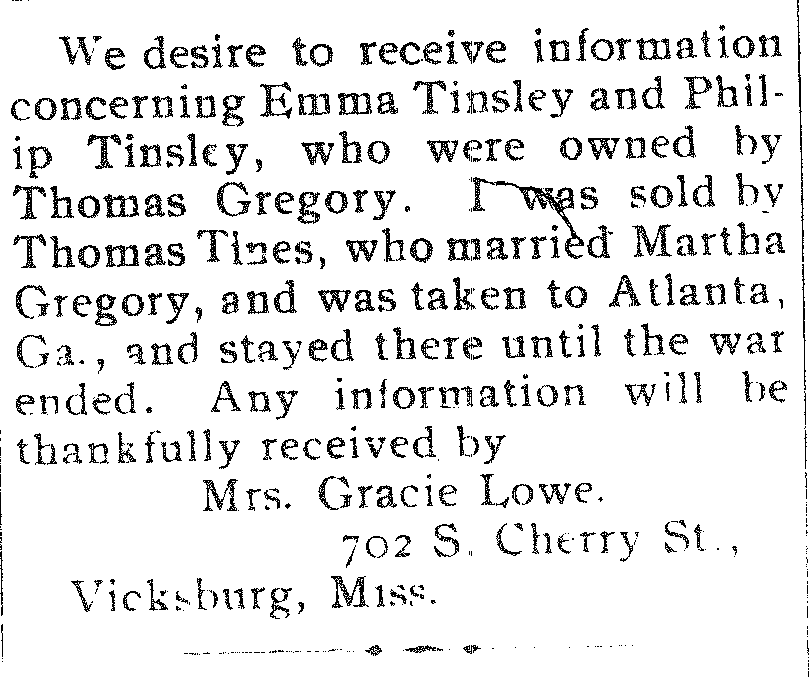 We desire to receive information
concerning Emma Tinsley and Phil-
ip Tinsley, who were owned by
Thomas Gregory. I was sold by
Thomas Tines, who married Martha
Gregory, and was taken to Atlanta,
Ga., and stayed there until the war
ended. Any information will be
thankfully received by
Mrs. Gracie Lowe.
702 S. Cherry St.,
Vicksburg, Miss.